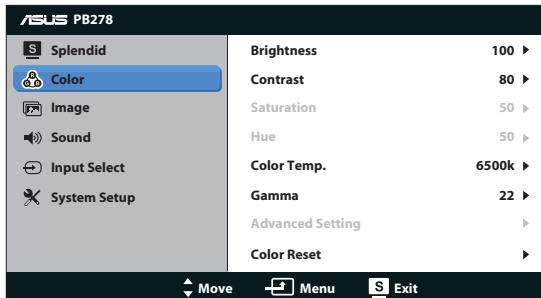 ASUS PB278
S Splendid
Color
Image
Sound
Input Select
System Setup
Brightness 100
Contrast 80
Saturation 50
Hue 50
Color Temp. 6500k
Gamma 22
Advanced Setting
Color Reset
Move Menu S Exit